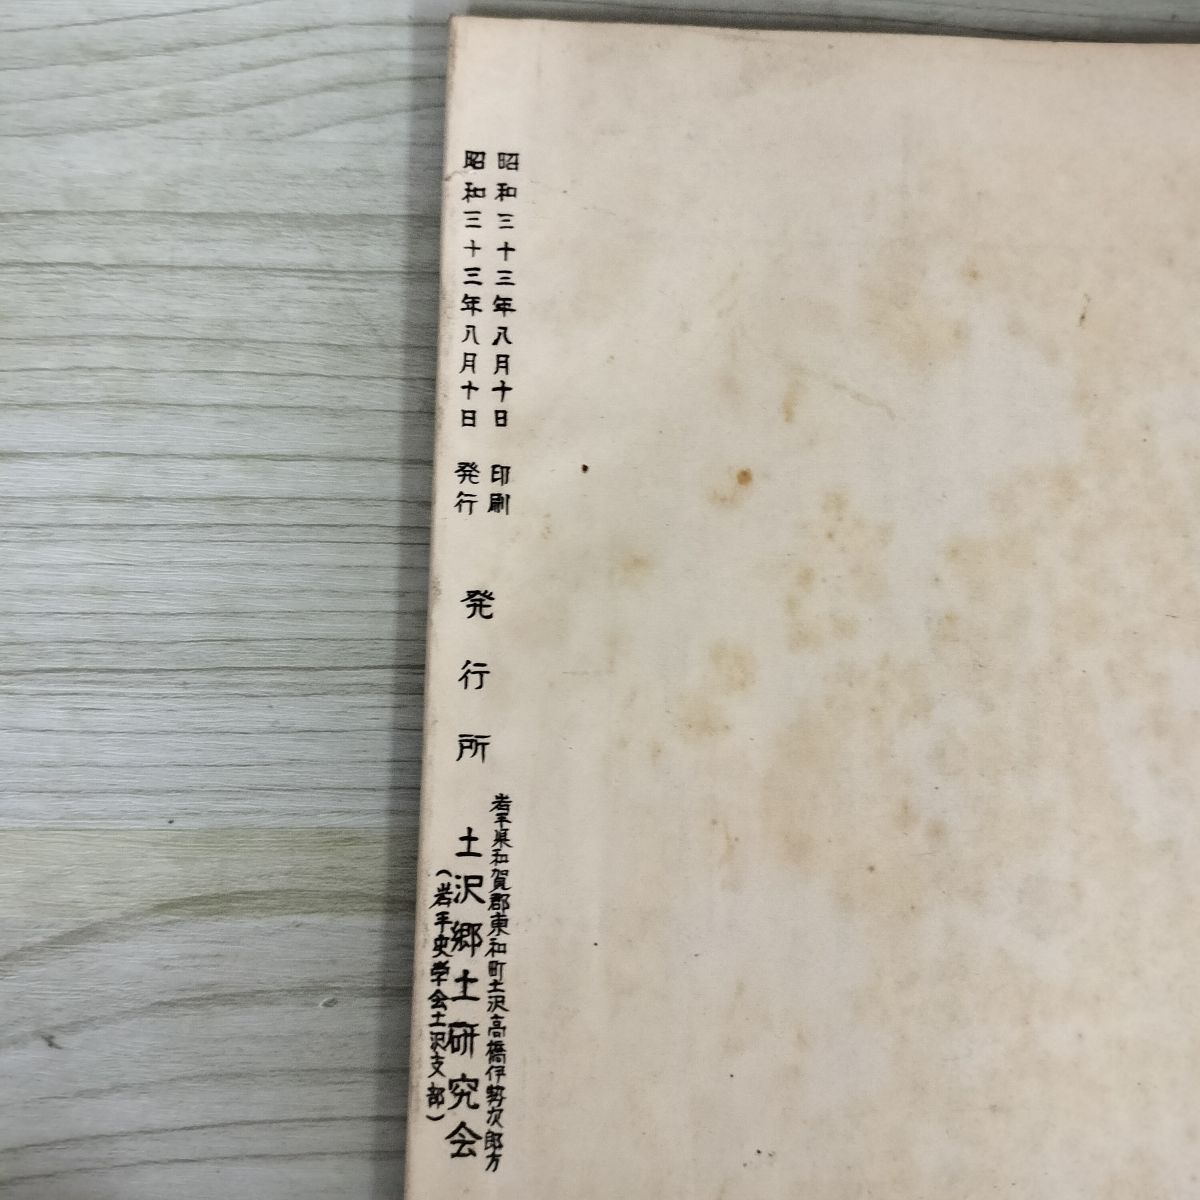 昭和三十三年八月十日 印刷
昭和三十三年八月十日 発行
発行所
岩手県和賀郡東和町土沢高橋伊勢次郎方
土沢郷土研究会
(岩手史学会土沢支部)